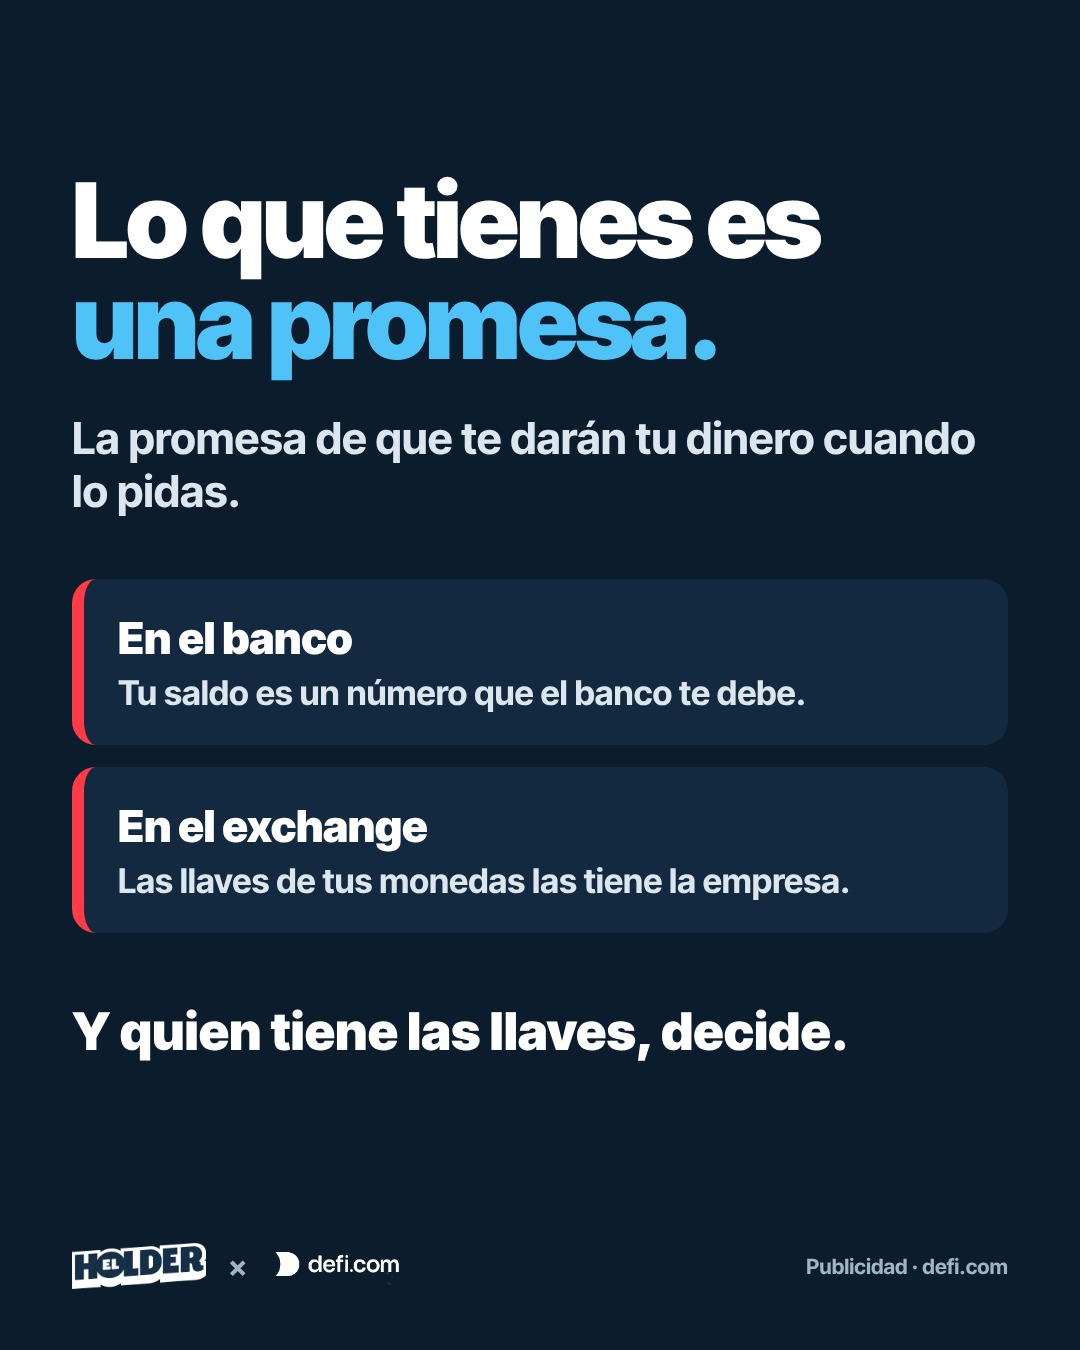 Lo que tienes es
una promesa.
La promesa de que te darán tu dinero cuando
lo pidas.
En el banco
Tu saldo es un número que el banco te debe.
En el exchange
Las llaves de tus monedas las tiene la empresa.
Y quien tiene las llaves, decide.
EL HOLDER × defi.com
Publicidad · defi.com